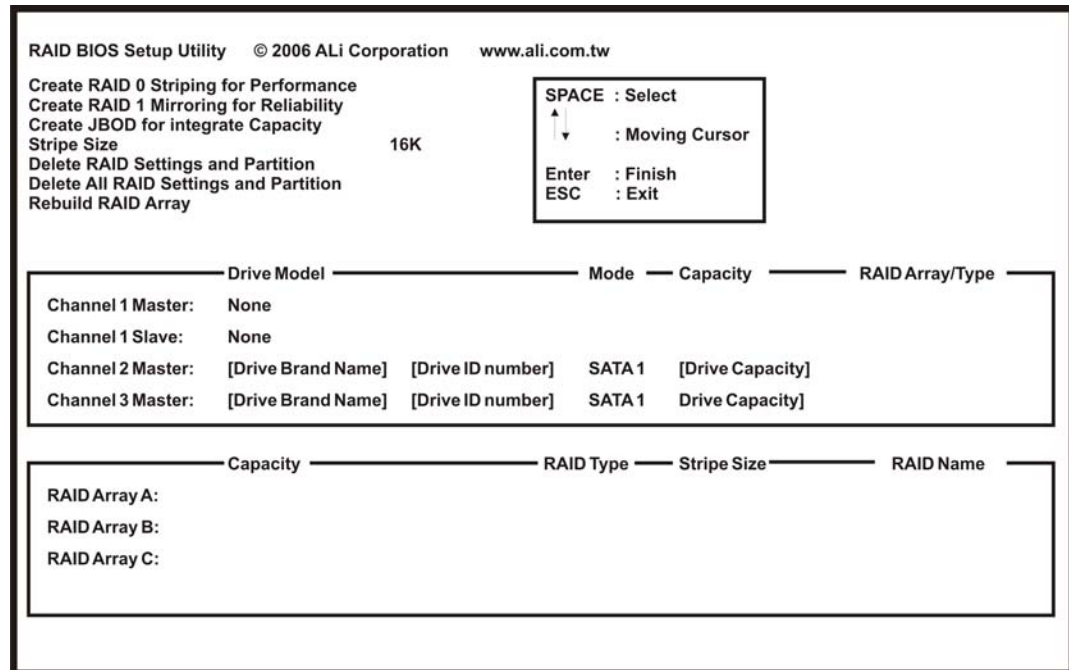 RAID BIOS Setup Utility © 2006 ALi Corporation www.ali.com.tw
Create RAID 0 Striping for Performance
Create RAID 1 Mirroring for Reliability
Create JBOD for integrate Capacity
Stripe Size 16K
Delete RAID Settings and Partition
Delete All RAID Settings and Partition
Rebuild RAID Array
SPACE : Select
↑↓ : Moving Cursor
Enter : Finish
ESC : Exit
Drive Model Mode Capacity RAID Array/Type
Channel 1 Master: None
Channel 1 Slave: None
Channel 2 Master: [Drive Brand Name] [Drive ID number] SATA 1 [Drive Capacity]
Channel 3 Master: [Drive Brand Name] [Drive ID number] SATA 1 Drive Capacity]
Capacity RAID Type Stripe Size RAID Name
RAID Array A:
RAID Array B:
RAID Array C: